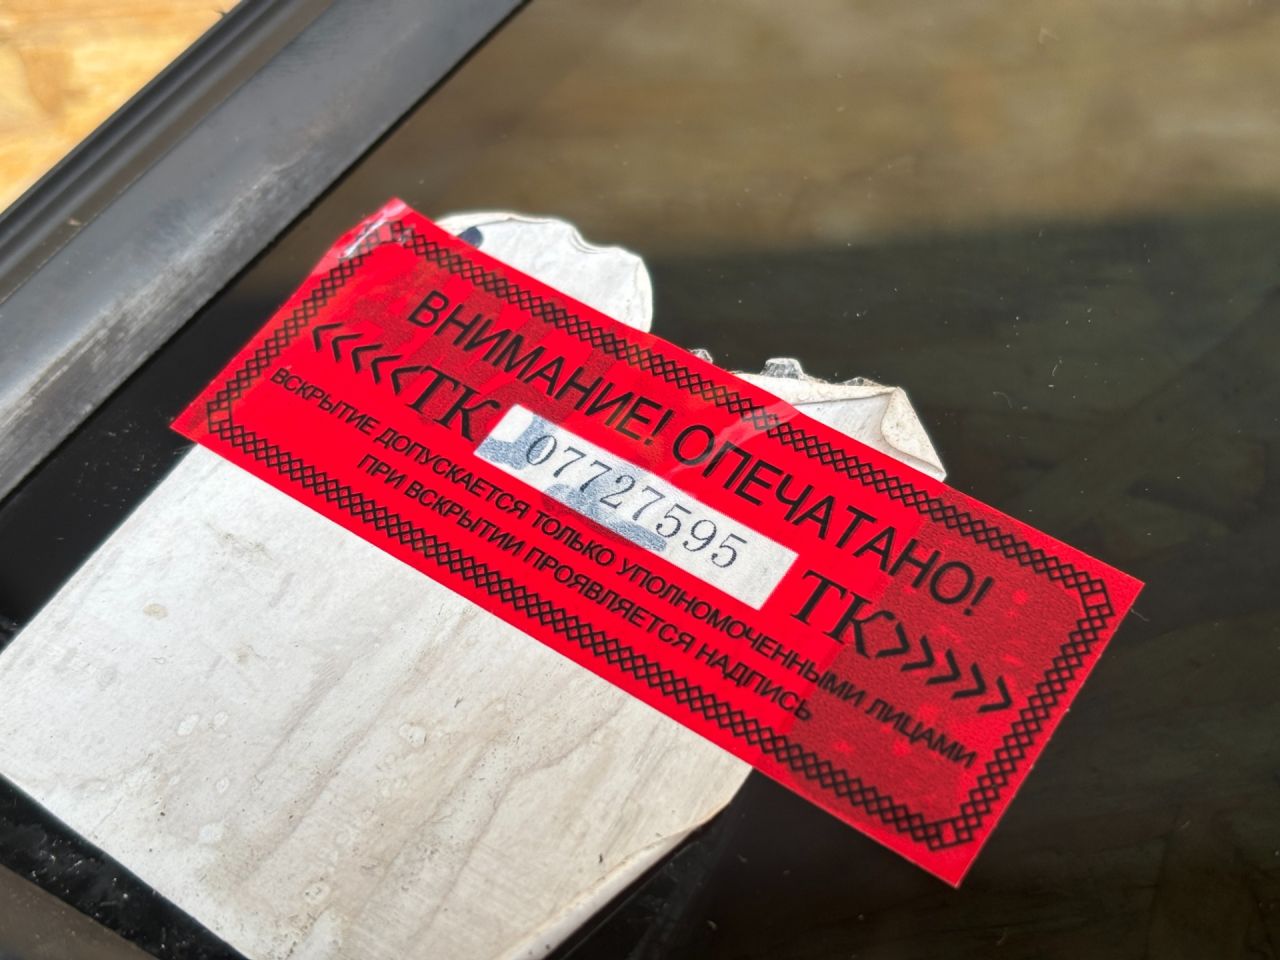 ВНИМАНИЕ! ОПЕЧАТАНО!
<<<<<ТК 07727595 ТК>>>>>
ВСКРЫТИЕ ДОПУСКАЕТСЯ ТОЛЬКО УПОЛНОМОЧЕННЫМИ ЛИЦАМИ
ПРИ ВСКРЫТИИ ПРОЯВЛЯЕТСЯ НАДПИСЬ